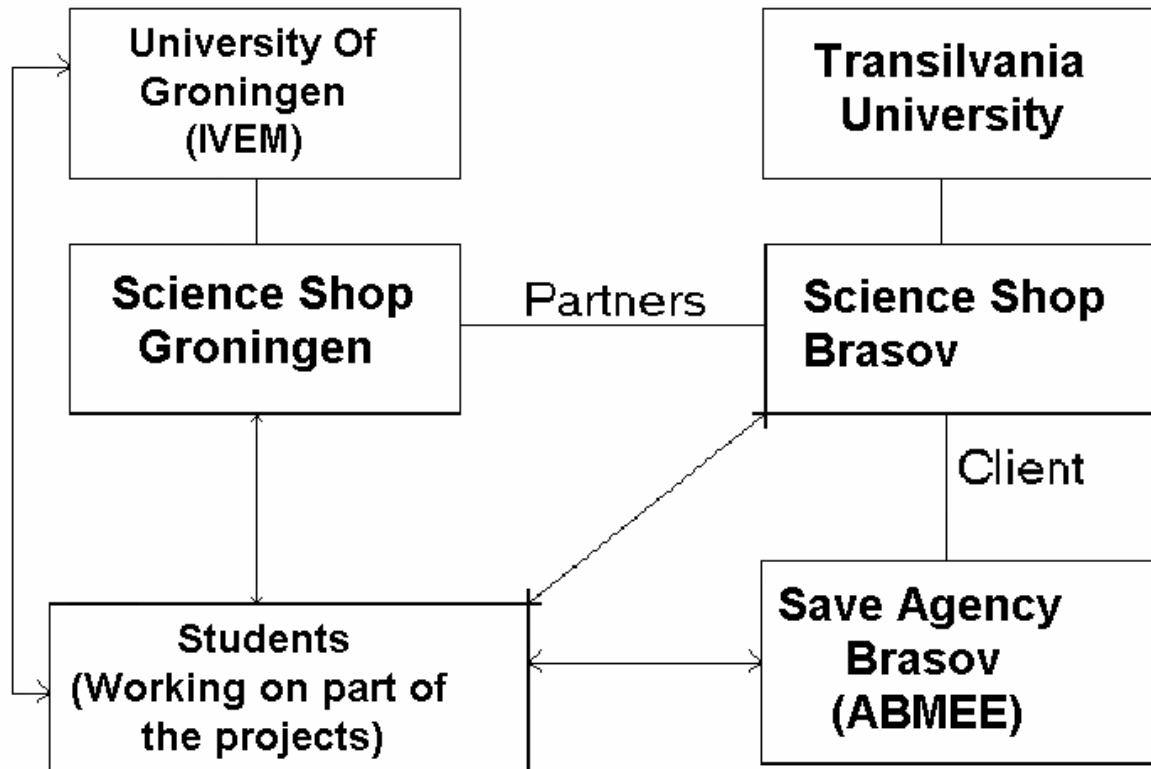 University Of
Groningen
(IVEM)
Transilvania
University
Science Shop
Groningen
Partners
Science Shop
Brasov
Client
Students
(Working on part of
the projects)
Save Agency
Brasov
(ABMEE)